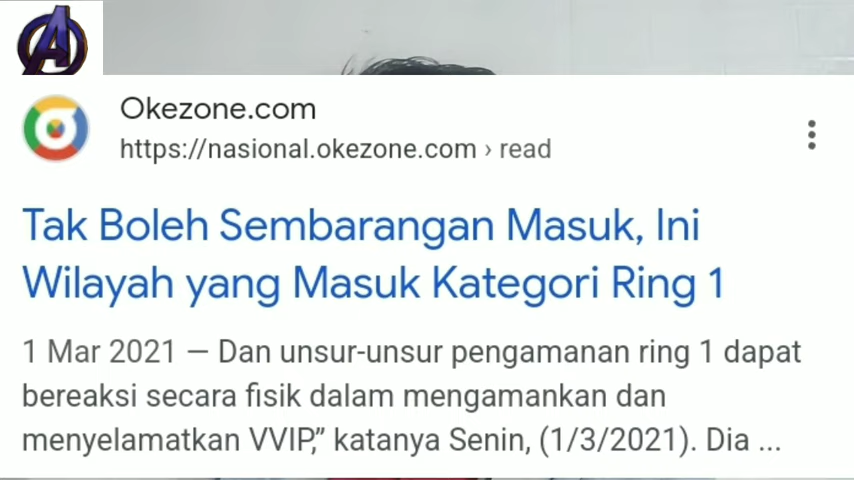 Okezone.com
https://nasional.okezone.com › read
Tak Boleh Sembarangan Masuk, Ini
Wilayah yang Masuk Kategori Ring 1
1 Mar 2021 — Dan unsur-unsur pengamanan ring 1 dapat
bereaksi secara fisik dalam mengamankan dan
menyelamatkan VVIP,” katanya Senin, (1/3/2021). Dia ...